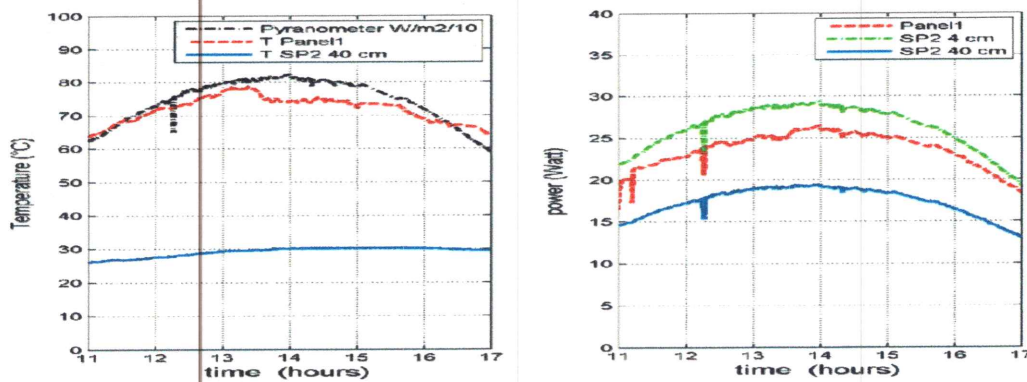 Pyranometer W/m2/10
T Panel1
T SP2 40 cm
100
90
80
70
60
50
40
30
20
10
0
Temperature (°C)
11 12 13 14 15 16 17
time (hours)
Panel1
SP2 4 cm
SP2 40 cm
40
35
30
25
20
15
10
5
0
power (Watt)
11 12 13 14 15 16 17
time (hours)